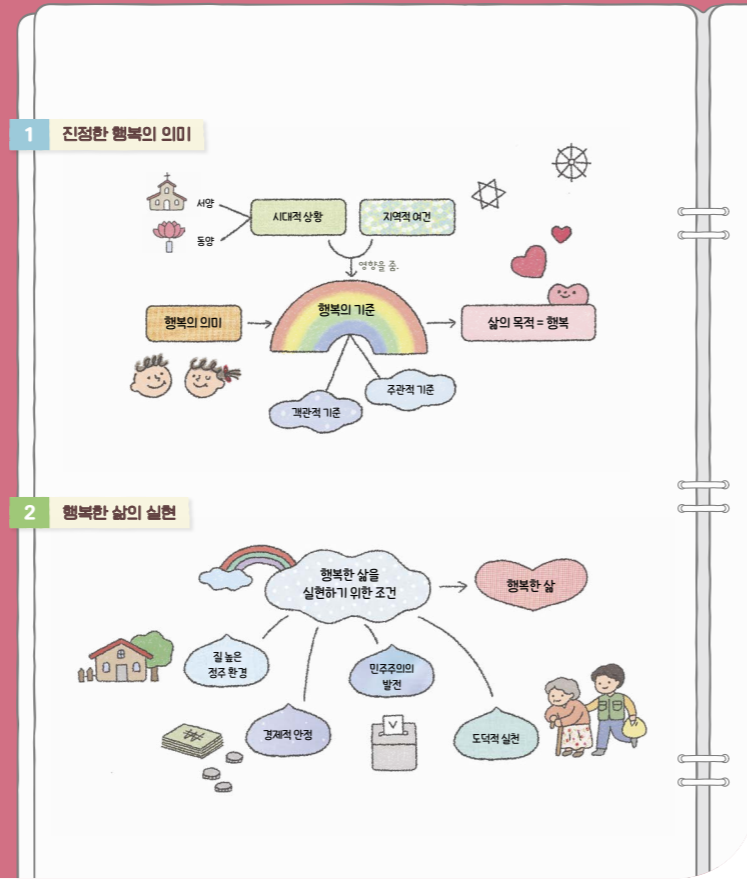 1 진정한 행복의 의미
서양
동양
시대적 상황
지역적 여건
영향을 줌.
행복의 의미
행복의 기준
삶의 목적 = 행복
객관적 기준
주관적 기준
2 행복한 삶의 실현
행복한 삶을
실현하기 위한 조건
행복한 삶
질 높은
정주 환경
경제적 안정
민주주의의
발전
도덕적 실천